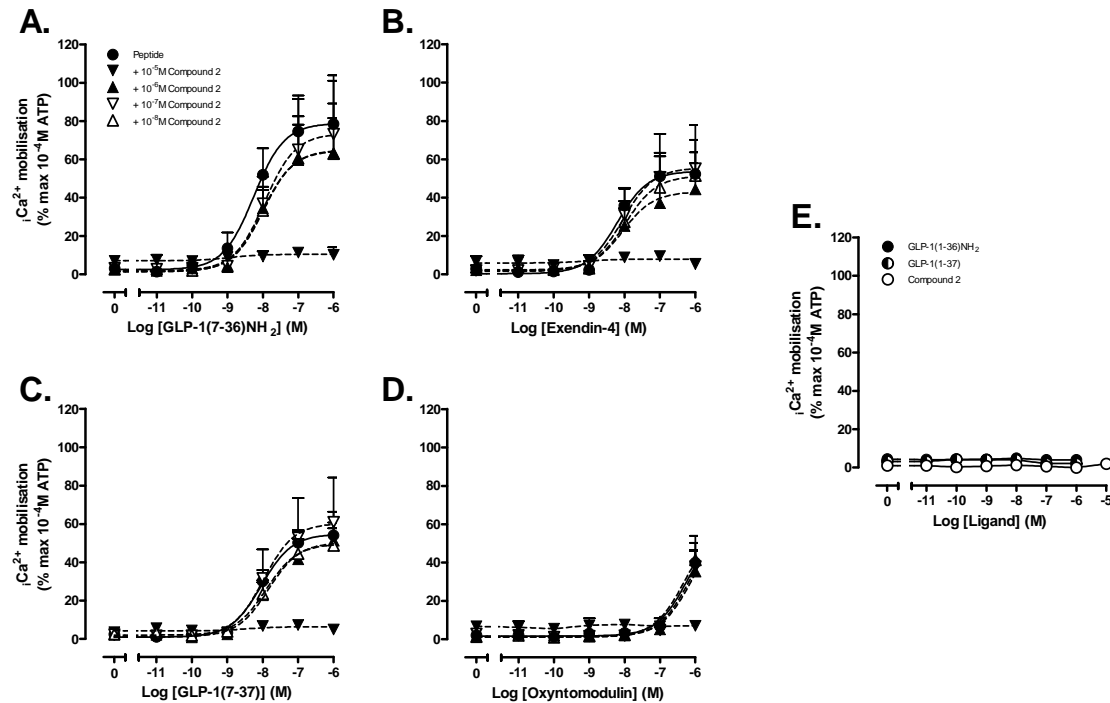 A.
120
100
80
60
40
20
0
iCa2+ mobilisation
(% max 10-4M ATP)
Peptide
+ 10-5M Compound 2
+ 10-6M Compound 2
+ 10-7M Compound 2
+ 10-8M Compound 2
0 -11 -10 -9 -8 -7 -6
Log [GLP-1(7-36)NH2] (M)
B.
120
100
80
60
40
20
0
0 -11 -10 -9 -8 -7 -6
Log [Exendin-4] (M)
C.
120
100
80
60
40
20
0
iCa2+ mobilisation
(% max 10-4M ATP)
0 -11 -10 -9 -8 -7 -6
Log [GLP-1(7-37)] (M)
D.
120
100
80
60
40
20
0
0 -11 -10 -9 -8 -7 -6
Log [Oxyntomodulin] (M)
E.
120
100
80
60
40
20
0
iCa2+ mobilisation
(% max 10-4M ATP)
GLP-1(1-36)NH2
GLP-1(1-37)
Compound 2
0 -11 -10 -9 -8 -7 -6 -5
Log [Ligand] (M)